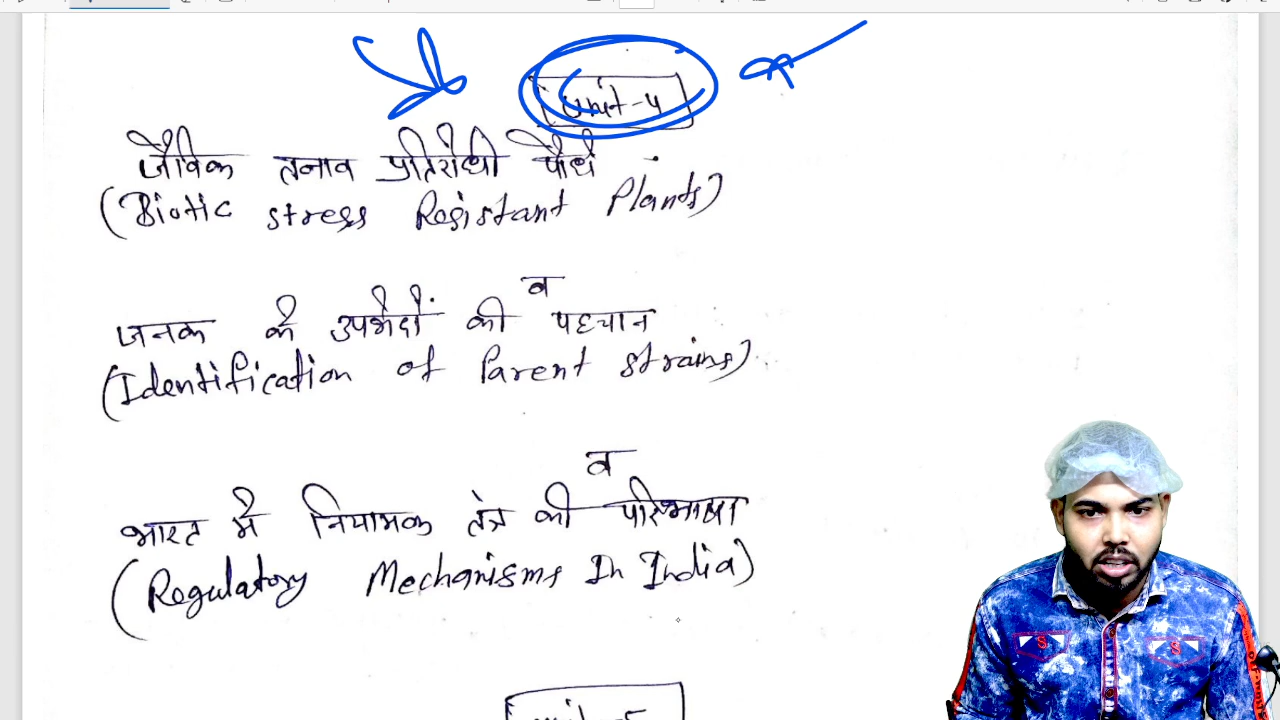 Unit-4
जैविक तनाव प्रतिरोधी पौधे
(Biotic stress Resistant Plants)
व
जनक के उपभेदों की पहचान
(Identification of Parent strains)
व
भारत में नियामक तंत्र की परिभाषा
(Regulatory Mechanisms In India)